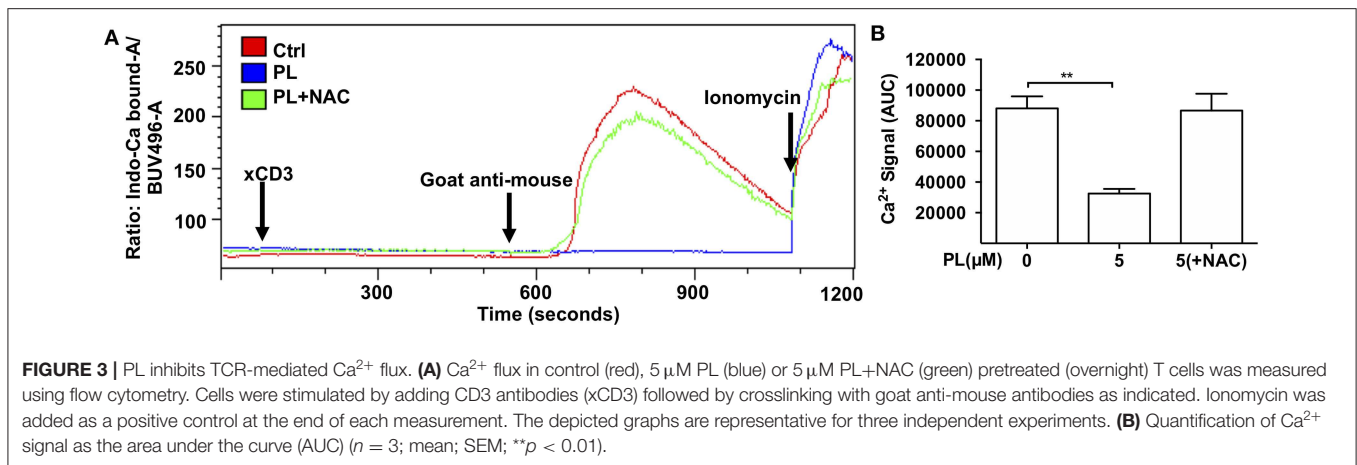 A
Ratio: Indo-Ca bound-A/
BUV496-A
250
200
150
100
Ctrl
PL
PL+NAC
xCD3
Goat anti-mouse
Ionomycin
300
600
900
1200
Time (seconds)
B
Ca²⁺ Signal (AUC)
120000
100000
80000
60000
40000
20000
**
PL(µM)
0
5
5(+NAC)
FIGURE 3 | PL inhibits TCR-mediated Ca²⁺ flux. (A) Ca²⁺ flux in control (red), 5 µM PL (blue) or 5 µM PL+NAC (green) pretreated (overnight) T cells was measured
using flow cytometry. Cells were stimulated by adding CD3 antibodies (xCD3) followed by crosslinking with goat anti-mouse antibodies as indicated. Ionomycin was
added as a positive control at the end of each measurement. The depicted graphs are representative for three independent experiments. (B) Quantification of Ca²⁺
signal as the area under the curve (AUC) (n = 3; mean; SEM; **p < 0.01).